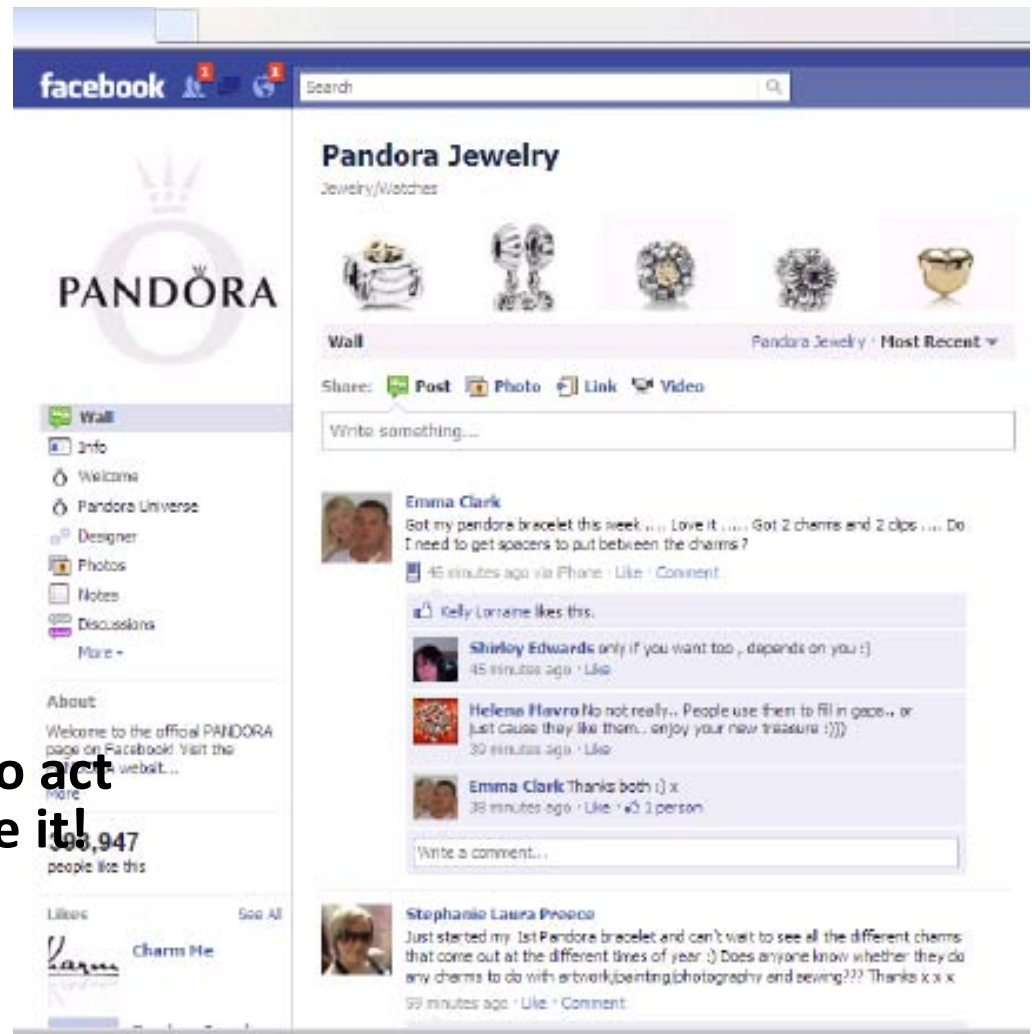 facebook
Search
PANDÖRA
Wall
Info
Welcome
Pandora Universe
Designer
Photos
Notes
Discussions
More
About
Welcome to the official PANDORA
page on Facebook! Visit the
websit...
More
o act
e it!
,947
people like this
Likes See All
Charm Me
Pandora Jewelry
Jewelry/Watches
Wall Pandora Jewelry · Most Recent
Share: Post Photo Link Video
Write something...
Emma Clark
Got my pandora bracelet this week .... Love it ..... Got 2 charms and 2 clips .... Do
I need to get spacers to put between the charms ?
45 minutes ago via iPhone · Like · Comment
Kelly Lorraine likes this.
Shirley Edwards only if you want too , depends on you :)
45 minutes ago · Like
Helena Mavro No not really.. People use them to fill in gaps.. or
just cause they like them.. enjoy your new treasure :)))
39 minutes ago · Like
Emma Clark Thanks both :) x
38 minutes ago · Like · 1 person
Write a comment...
Stephanie Laura Preece
Just started my 1st Pandora bracelet and can't wait to see all the different charms
that come out at the different times of year :) Does anyone know whether they do
any charms to do with artwork/painting/photography and sewing??? Thanks x x x
59 minutes ago · Like · Comment